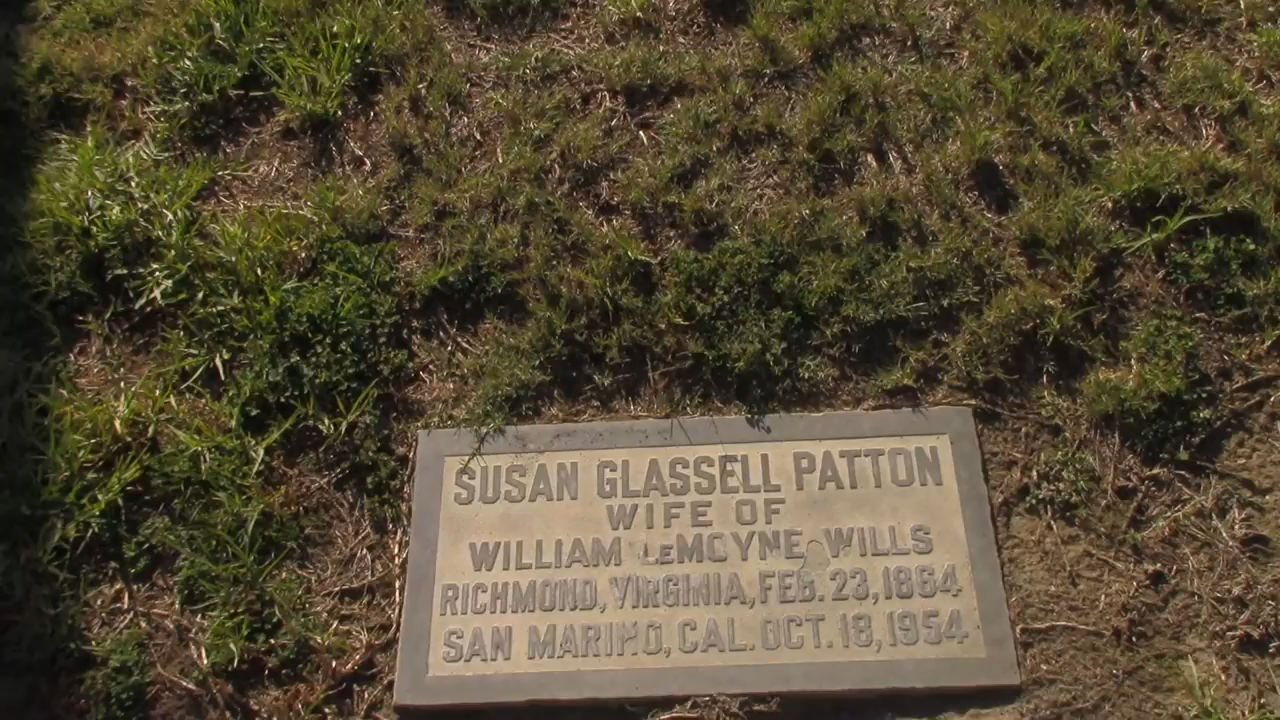 SUSAN GLASSELL PATTON
WIFE OF
WILLIAM LEMOYNE WILLS
RICHMOND, VIRGINIA, FEB. 23, 1864
SAN MARINO, CAL. OCT. 18, 1954